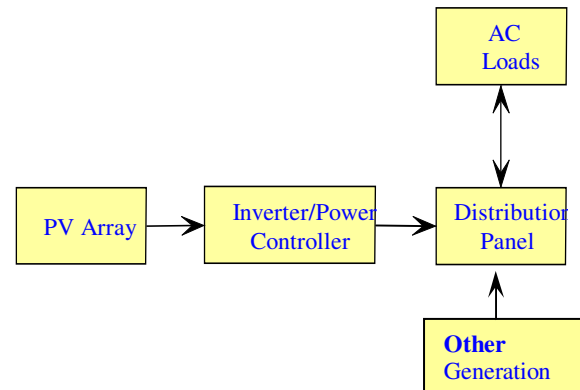 AC
Loads
PV Array
Inverter/Power
Controller
Distribution
Panel
Other
Generation